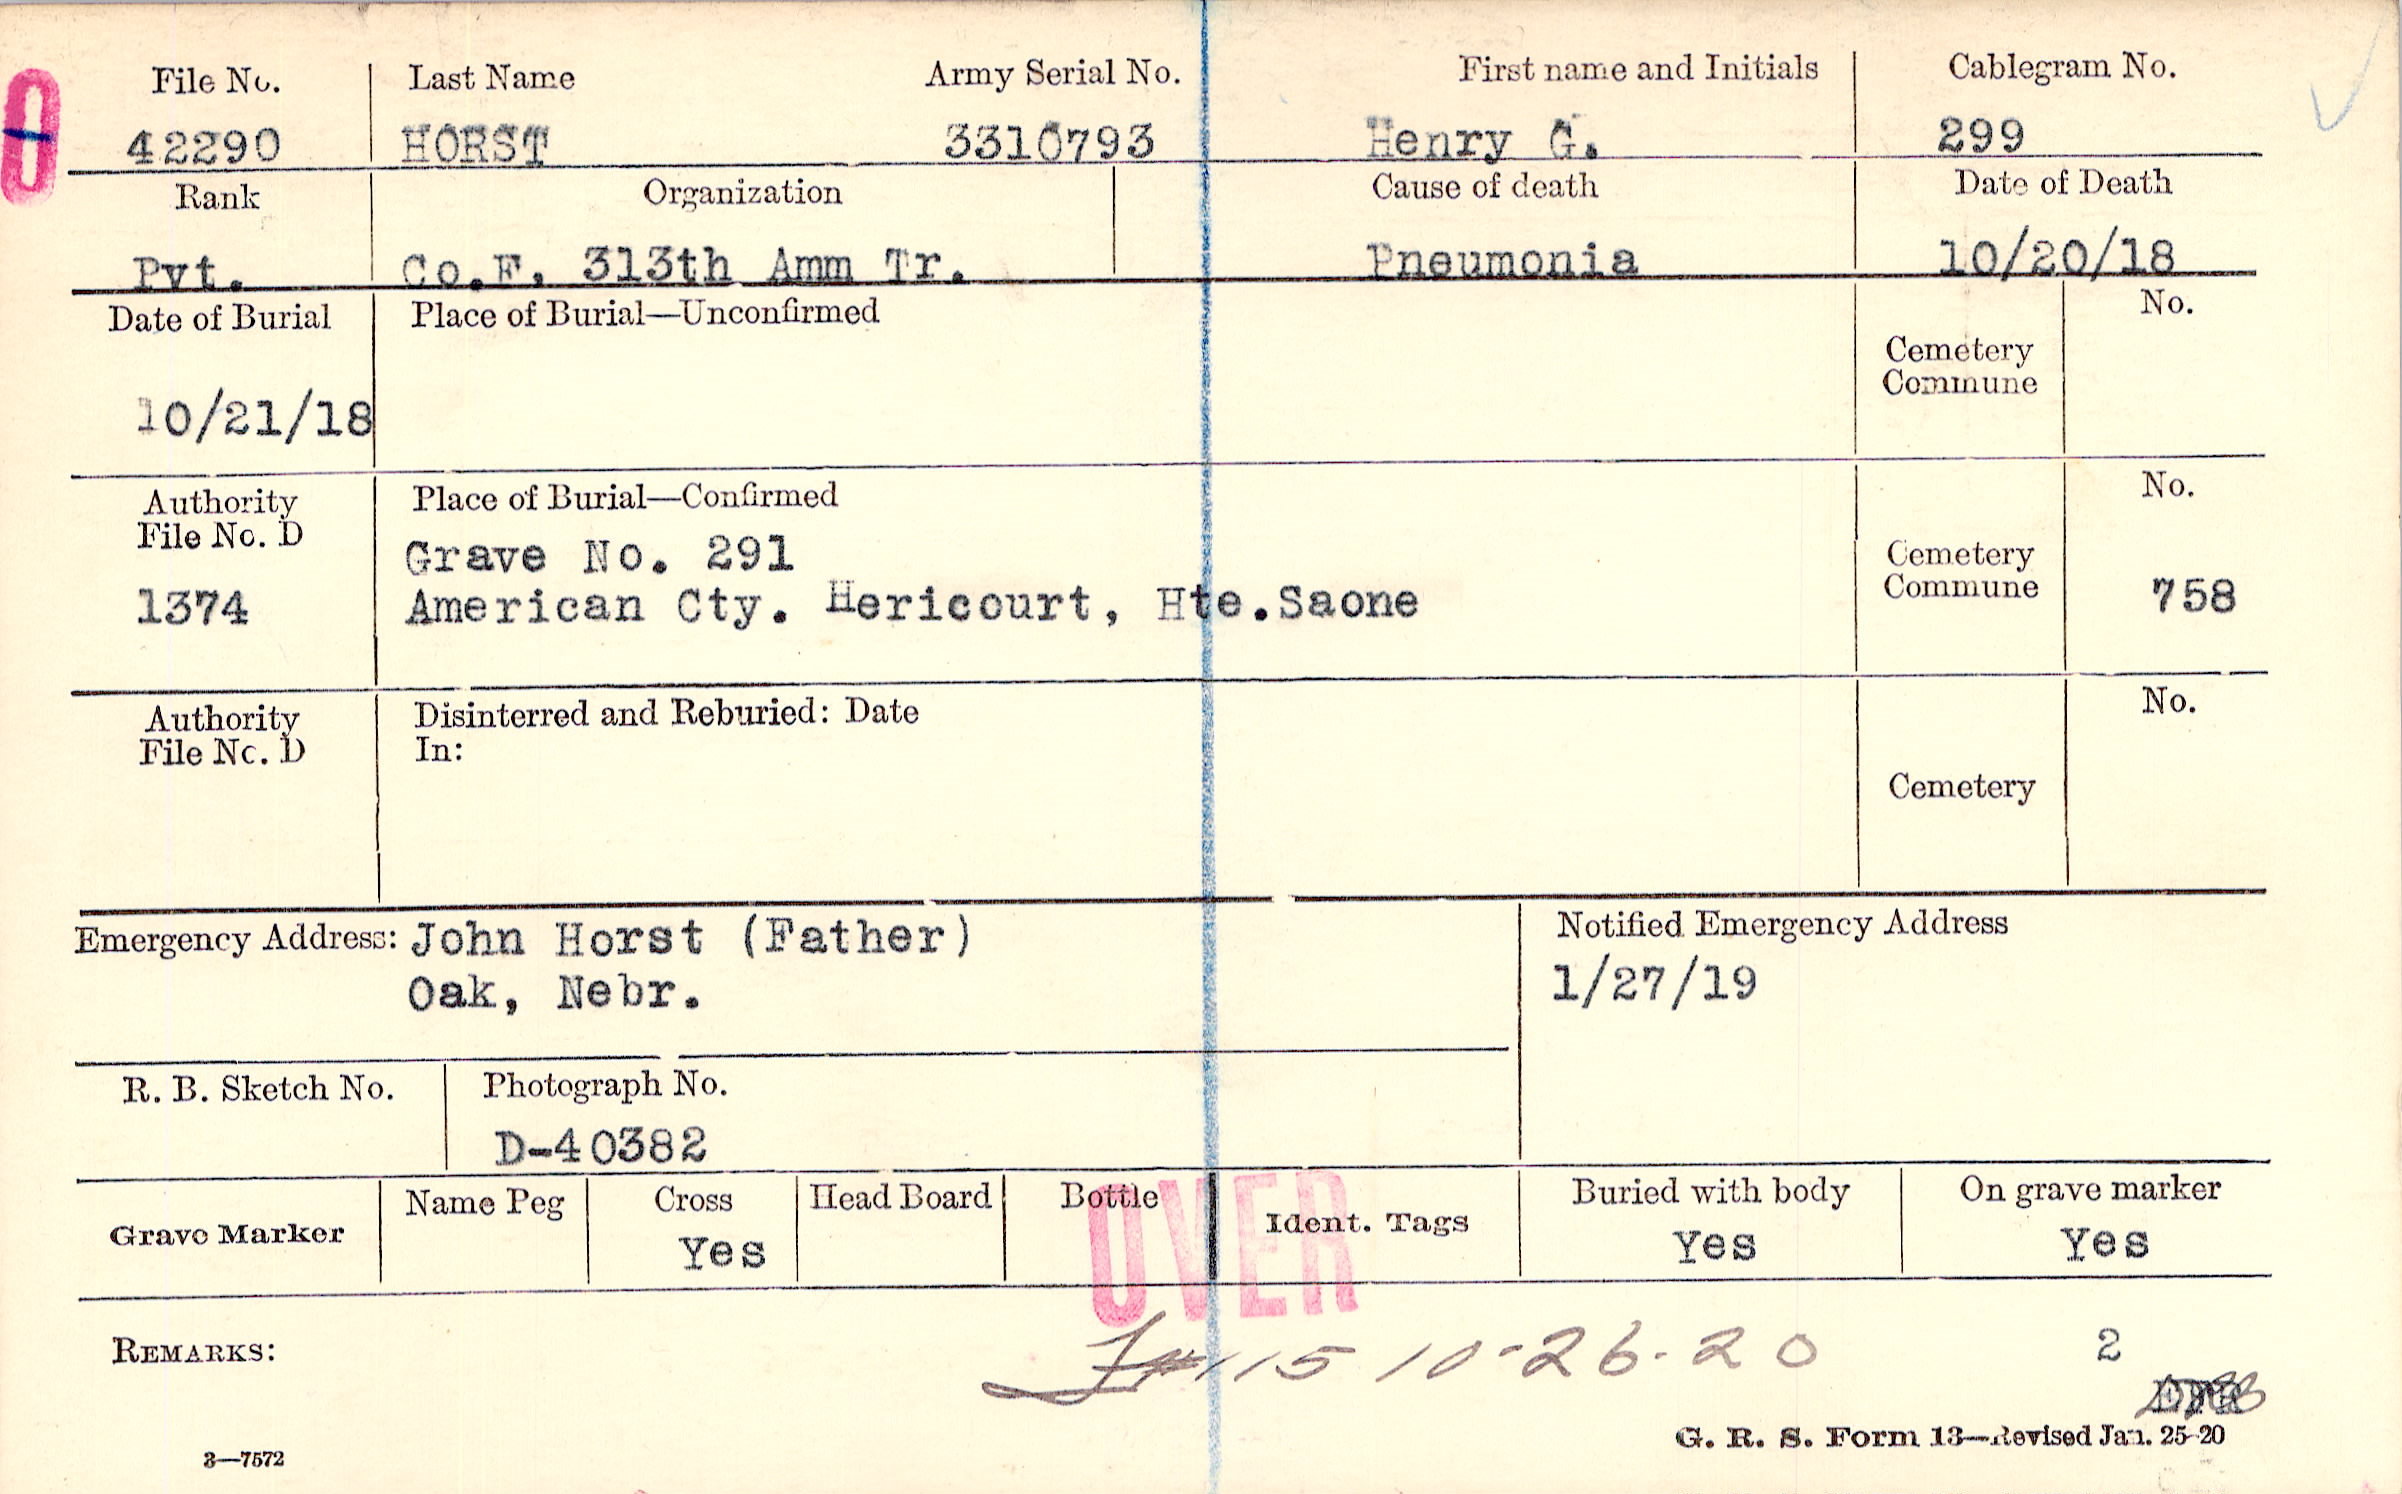 File No. Last Name Army Serial No. First name and Initials Cablegram No.
42290 HORST 3310793 Henry G. 299
Rank Organization Cause of death Date of Death
Pvt. Co.F, 313th Amm Tr. Pneumonia 10/20/18
Date of Burial Place of Burial—Unconfirmed No.
Cemetery
Commune
10/21/18
Authority Place of Burial—Confirmed No.
File No. D
Grave No. 291 Cemetery
1374 American Cty. Hericourt, Hte.Saone Commune 758
Authority Disinterred and Reburied: Date No.
File No. D In:
Cemetery
Emergency Address: John Horst (Father) Notified Emergency Address
Oak, Nebr. 1/27/19
R. B. Sketch No. Photograph No.
D-40382
Name Peg Cross Head Board Bottle Buried with body On grave marker
Grave Marker Ident. Tags
Yes Yes Yes
OVER
115 10-26-20 2
REMARKS:
G. R. S. Form 13—Revised Jan. 25-20
3—7572